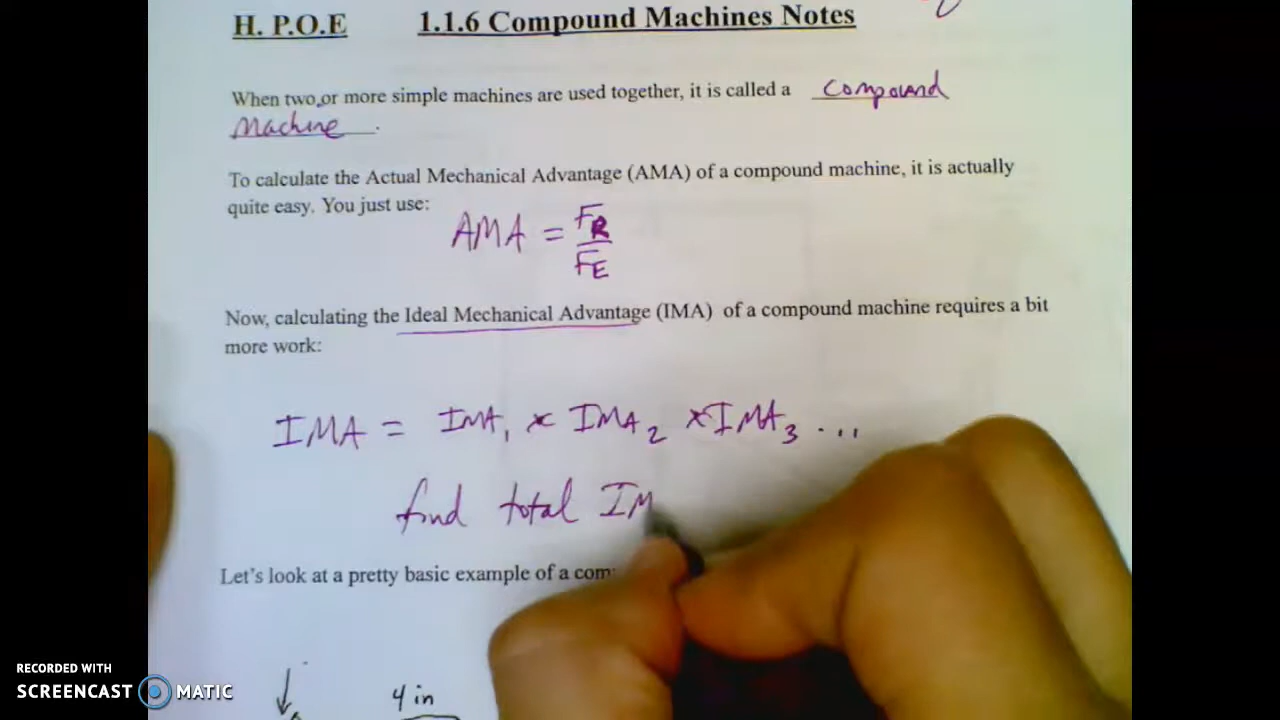 H. P.O.E 1.1.6 Compound Machines Notes
When two or more simple machines are used together, it is called a Compound
Machine.
To calculate the Actual Mechanical Advantage (AMA) of a compound machine, it is actually
quite easy. You just use:
AMA = FR
FE
Now, calculating the Ideal Mechanical Advantage (IMA) of a compound machine requires a bit
more work:
IMA = IMA1 x IMA2 x IMA3 ...
find total IM
Let's look at a pretty basic example of a com
4 in
RECORDED WITH
SCREENCAST MATIC